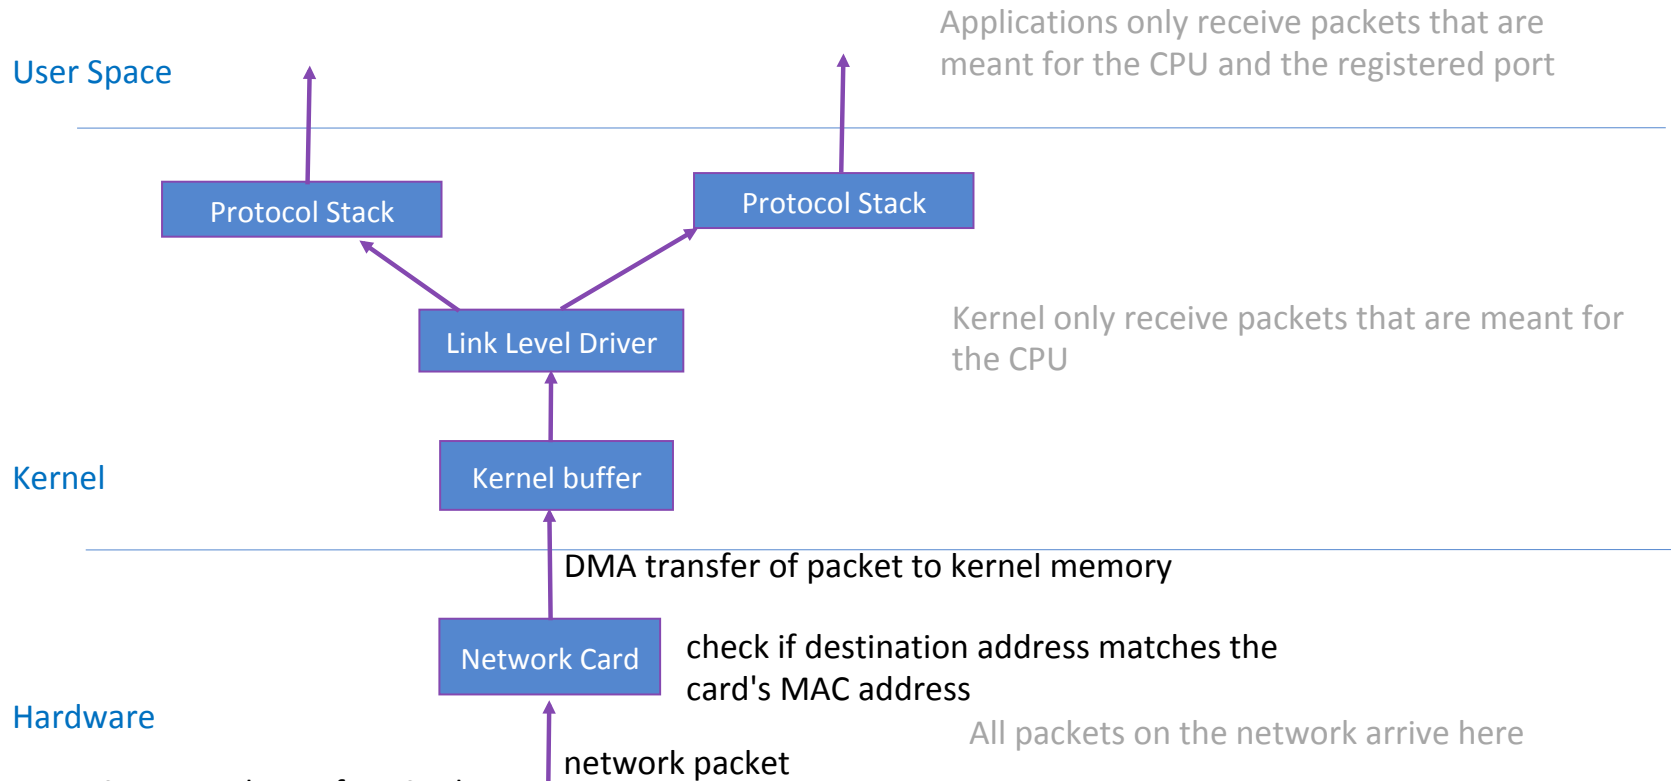 Applications only receive packets that are
meant for the CPU and the registered port
User Space
Protocol Stack
Protocol Stack
Link Level Driver
Kernel only receive packets that are meant for
the CPU
Kernel buffer
Kernel
DMA transfer of packet to kernel memory
Network Card
check if destination address matches the
card's MAC address
Hardware
All packets on the network arrive here
network packet